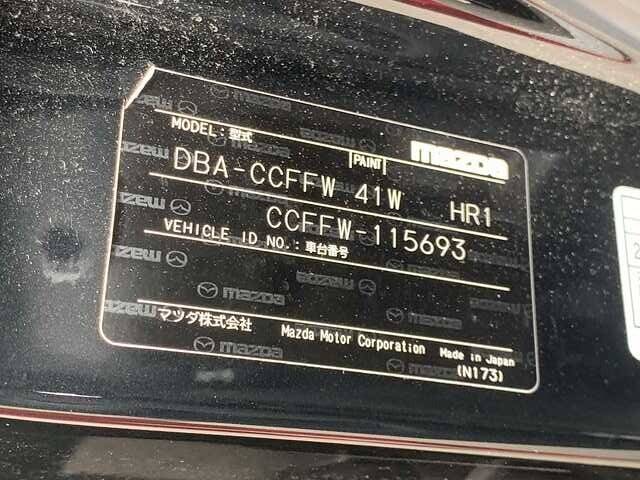 MODEL: 型式
PAINT
mazda
DBA-CCFFW 41W HR1
CCFFW-115693
VEHICLE ID NO.: 車台番号
マツダ株式会社
Mazda Motor Corporation
Made in Japan
(N173)